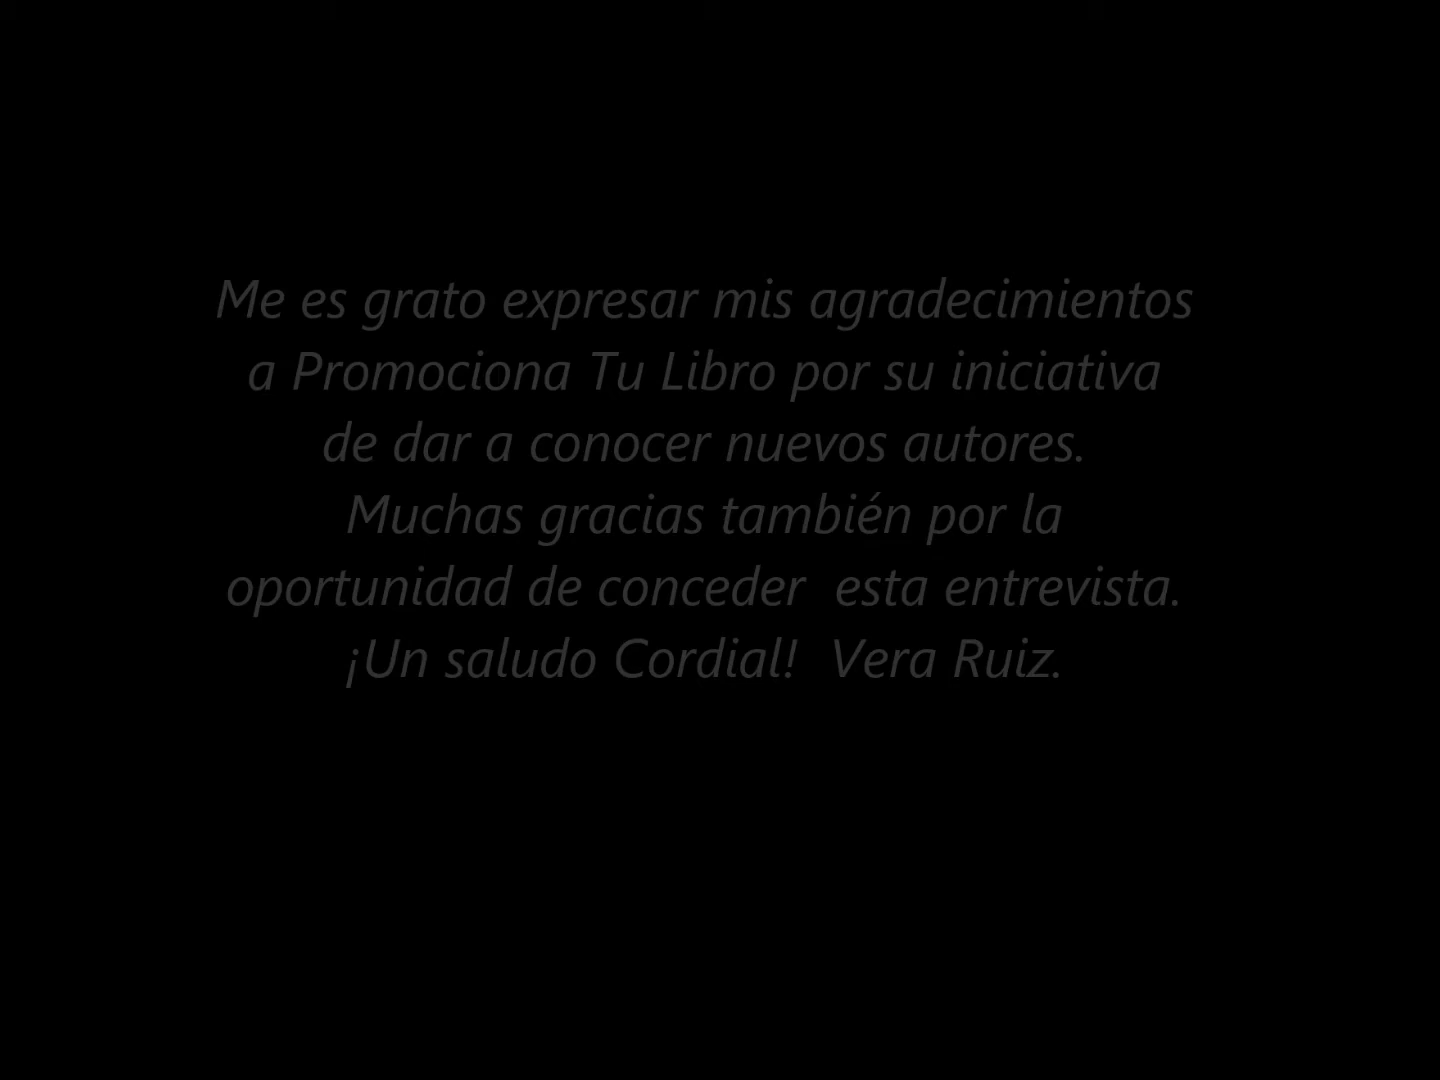 Me es grato expresar mis agradecimientos
a Promociona Tu Libro por su iniciativa
de dar a conocer nuevos autores.
Muchas gracias también por la
oportunidad de conceder  esta entrevista.
¡Un saludo Cordial!  Vera Ruiz.